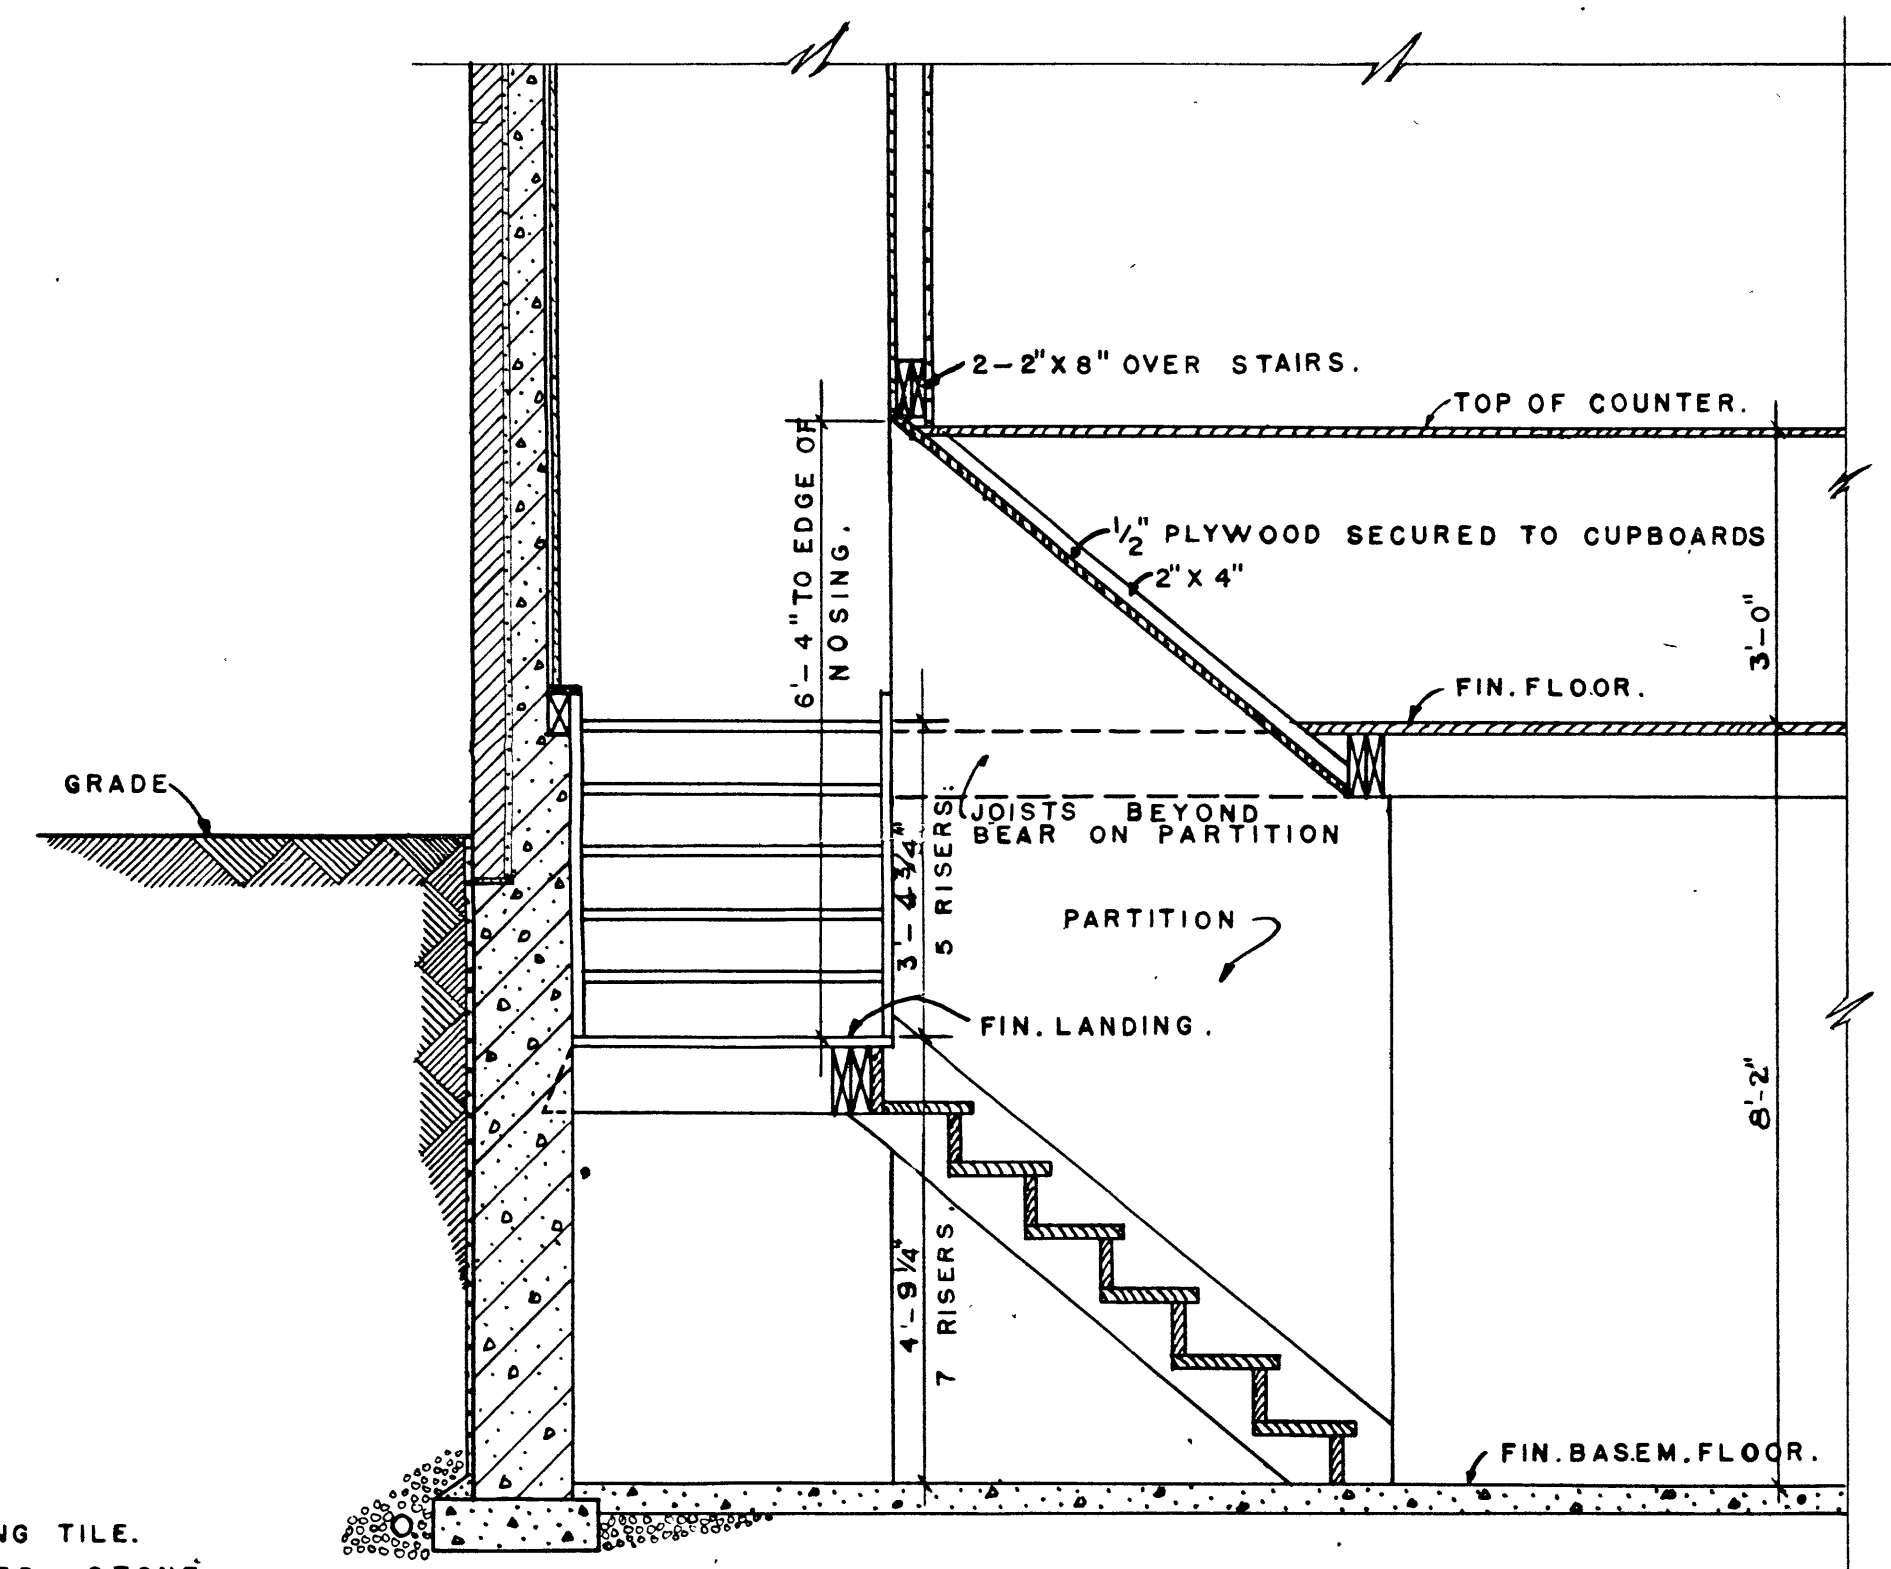 2-2"X8" OVER STAIRS.
TOP OF COUNTER.
6'-4" TO EDGE OF
NOSING.
1/2" PLYWOOD SECURED TO CUPBOARDS
2"X4"
3'-0"
FIN. FLOOR.
GRADE
JOISTS BEYOND
BEAR ON PARTITION
3'-4 3/4"
5 RISERS.
PARTITION
FIN. LANDING.
8'-2"
4'-9 1/4"
7 RISERS.
FIN. BASEM. FLOOR.
TILE.